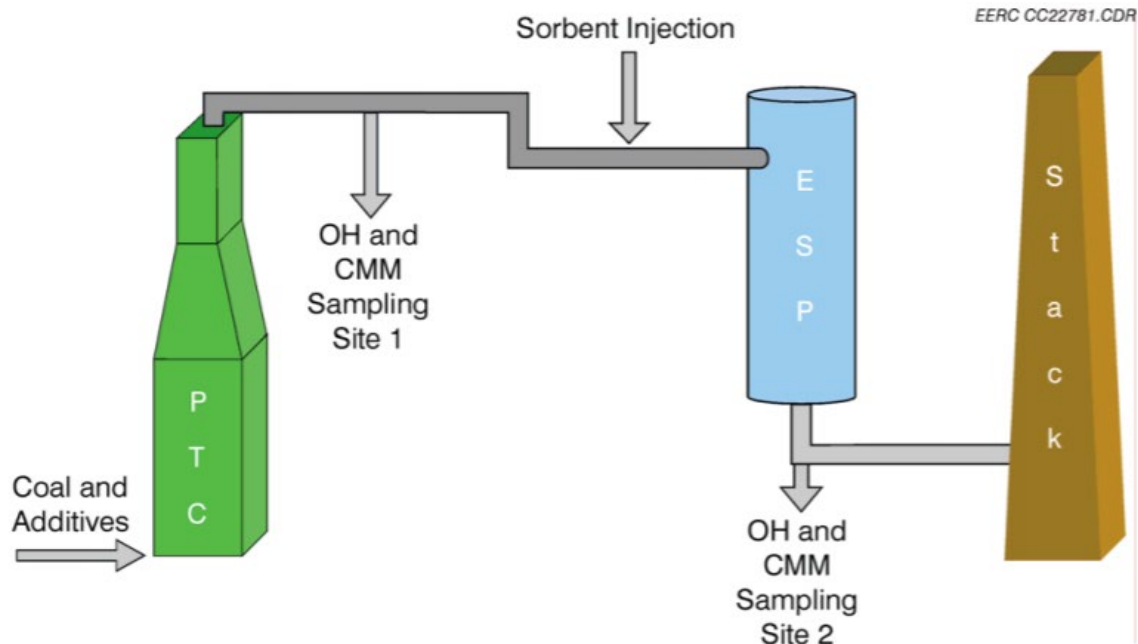 EERC CC22781.CDR
Sorbent Injection
OH and
CMM
Sampling
Site 1
E
S
P
S
t
a
c
k
P
T
C
Coal and
Additives
OH and
CMM
Sampling
Site 2